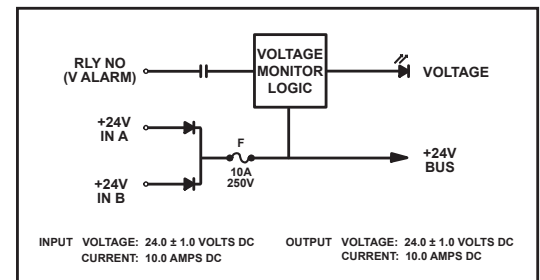 RLY NO
(V ALARM)
VOLTAGE
MONITOR
LOGIC
VOLTAGE
+24V
IN A
F
10A
250V
+24V
BUS
+24V
IN B
INPUT VOLTAGE: 24.0 ± 1.0 VOLTS DC
CURRENT: 10.0 AMPS DC
OUTPUT VOLTAGE: 24.0 ± 1.0 VOLTS DC
CURRENT: 10.0 AMPS DC